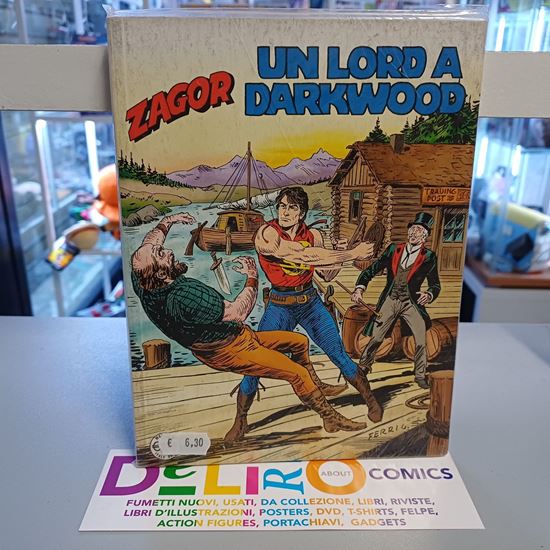 UN LORD A
ZAGOR
DARKWOOD
TRADING
POST
FERRI G.
€ 6,30
DeLIRO ABOUT COMICS
FUMETTI NUOVI, USATI, DA COLLEZIONE, LIBRI, RIVISTE,
LIBRI D'ILLUSTRAZIONI, POSTERS, DVD, T-SHIRTS, FELPE,
ACTION FIGURES, PORTACHIAVI, GADGETS